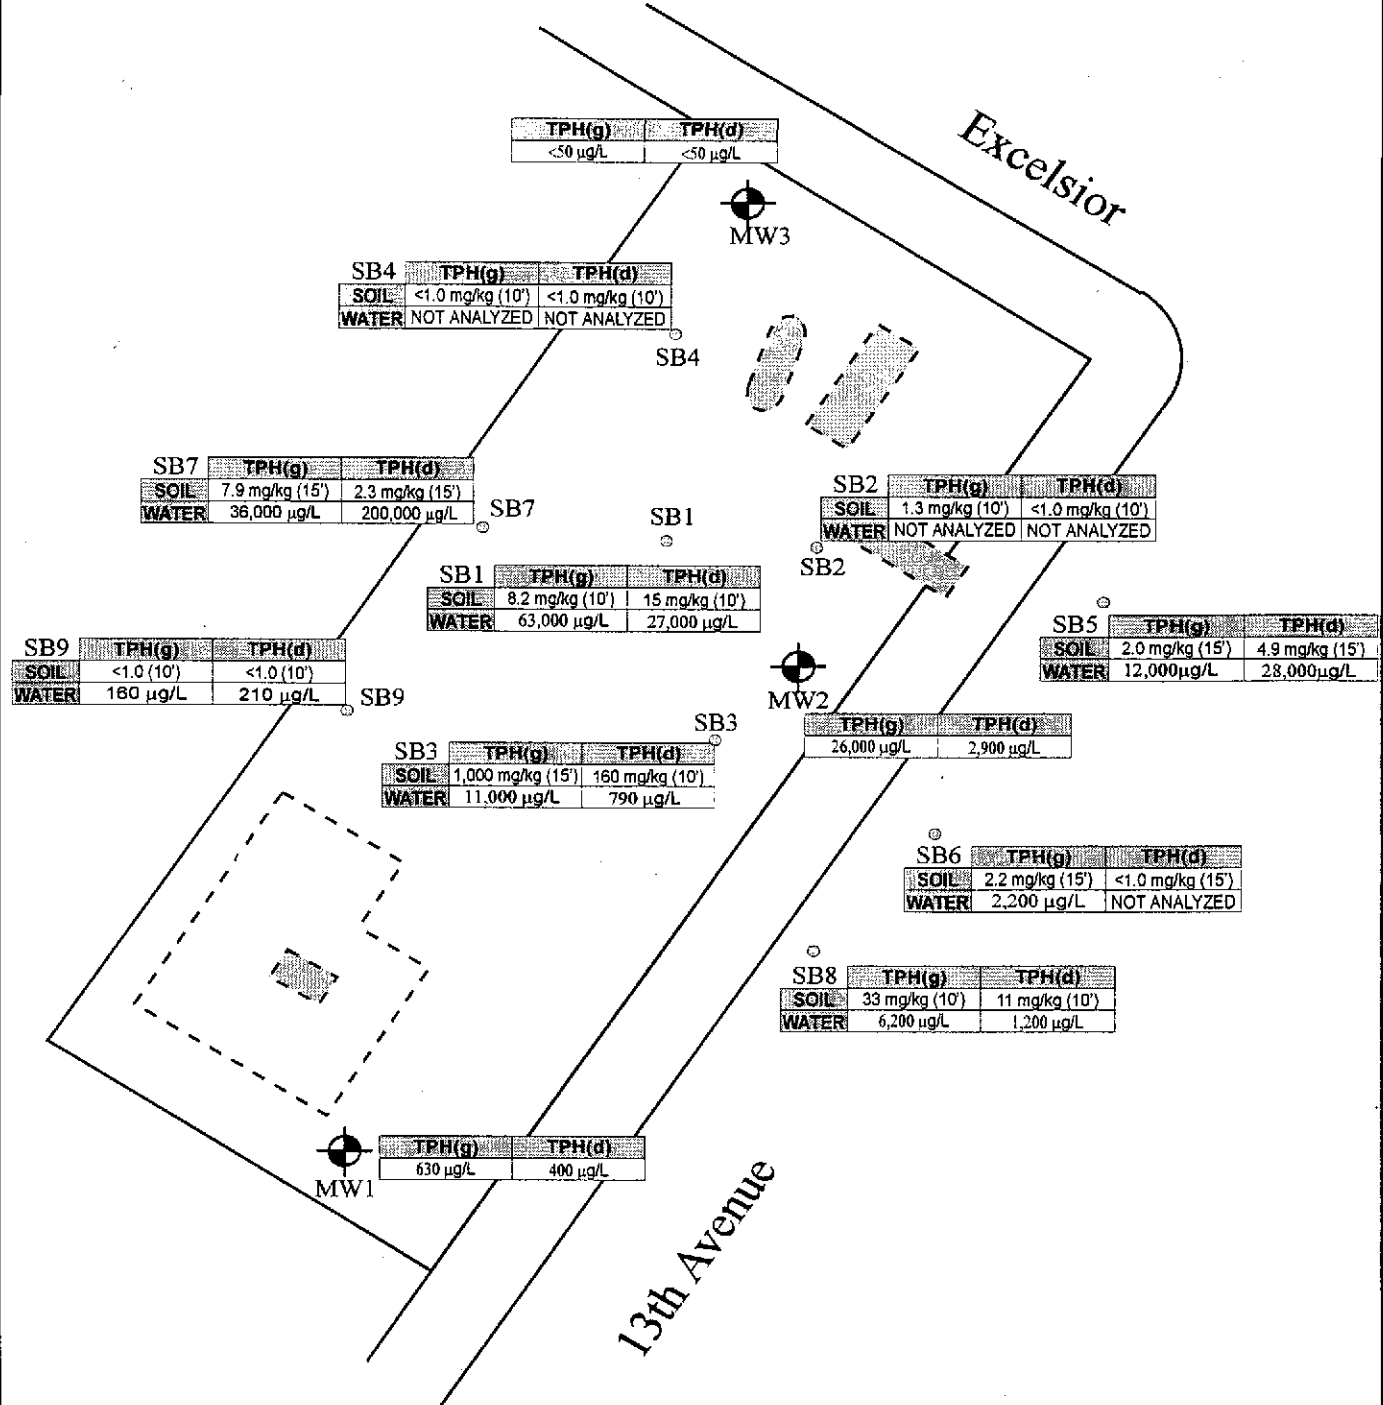 Excelsior
TPH(g) TPH(d)
<50 µg/L <50 µg/L
MW3
SB4 TPH(g) TPH(d)
SOIL <1.0 mg/kg (10') <1.0 mg/kg (10')
WATER NOT ANALYZED NOT ANALYZED
SB4
SB7 TPH(g) TPH(d)
SOIL 7.9 mg/kg (15') 2.3 mg/kg (15')
WATER 36,000 µg/L 200,000 µg/L
SB7
SB1
SB2 TPH(g) TPH(d)
SOIL 1.3 mg/kg (10') <1.0 mg/kg (10')
WATER NOT ANALYZED NOT ANALYZED
SB2
SB1 TPH(g) TPH(d)
SOIL 8.2 mg/kg (10') 15 mg/kg (10')
WATER 63,000 µg/L 27,000 µg/L
SB5 TPH(g) TPH(d)
SOIL 2.0 mg/kg (15') 4.9 mg/kg (15')
WATER 12,000µg/L 28,000µg/L
SB9 TPH(g) TPH(d)
SOIL <1.0 (10') <1.0 (10')
WATER 160 µg/L 210 µg/L
SB9
MW2
TPH(g) TPH(d)
26,000 µg/L 2,900 µg/L
SB3
SB3 TPH(g) TPH(d)
SOIL 1,000 mg/kg (15') 160 mg/kg (10')
WATER 11,000 µg/L 790 µg/L
SB6 TPH(g) TPH(d)
SOIL 2.2 mg/kg (15') <1.0 mg/kg (15')
WATER 2,200 µg/L NOT ANALYZED
SB8 TPH(g) TPH(d)
SOIL 33 mg/kg (10') 11 mg/kg (10')
WATER 6,200 µg/L 1,200 µg/L
TPH(g) TPH(d)
630 µg/L 400 µg/L
MW1
13th Avenue